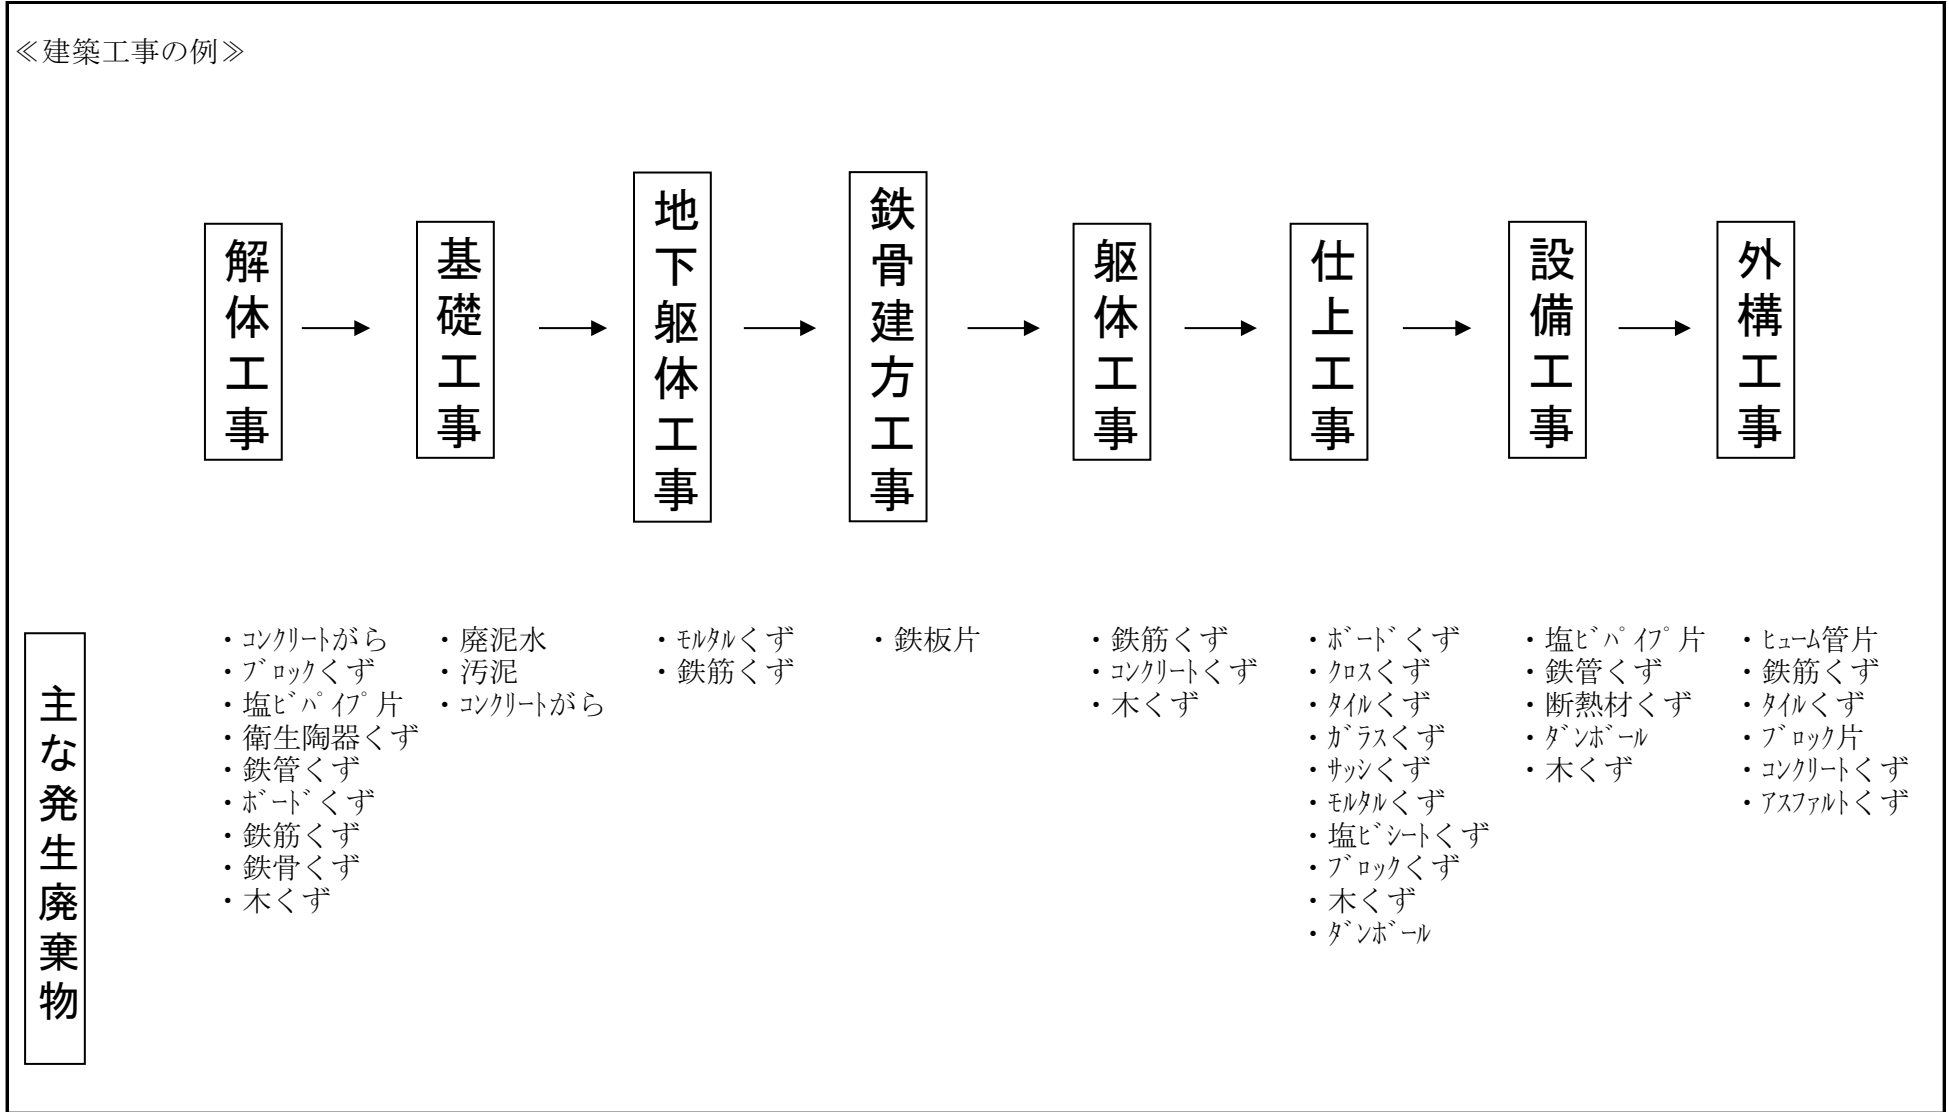 ≪建築工事の例≫
解体工事
基礎工事
地下躯体工事
鉄骨建方工事
躯体工事
仕上工事
設備工事
外構工事
主な発生廃棄物
・ｺﾝｸﾘｰﾄがら
・ﾌﾞﾛｯｸくず
・塩ﾋﾞﾊﾟｲﾌﾟ片
・衛生陶器くず
・鉄管くず
・ﾎﾞｰﾄﾞくず
・鉄筋くず
・鉄骨くず
・木くず
・廃泥水
・汚泥
・ｺﾝｸﾘｰﾄがら
・ﾓﾙﾀﾙくず
・鉄筋くず
・鉄板片
・鉄筋くず
・ｺﾝｸﾘｰﾄくず
・木くず
・ﾎﾞｰﾄﾞくず
・ｸﾛｽくず
・ﾀｲﾙくず
・ｶﾞﾗｽくず
・ｻｯｼくず
・ﾓﾙﾀﾙくず
・塩ﾋﾞｼｰﾄくず
・ﾌﾞﾛｯｸくず
・木くず
・ﾀﾞﾝﾎﾞｰﾙ
・塩ﾋﾞﾊﾟｲﾌﾟ片
・鉄管くず
・断熱材くず
・ﾀﾞﾝﾎﾞｰﾙ
・木くず
・ﾋｭｰﾑ管片
・鉄筋くず
・ﾀｲﾙくず
・ﾌﾞﾛｯｸ片
・ｺﾝｸﾘｰﾄくず
・ｱｽﾌｧﾙﾄくず